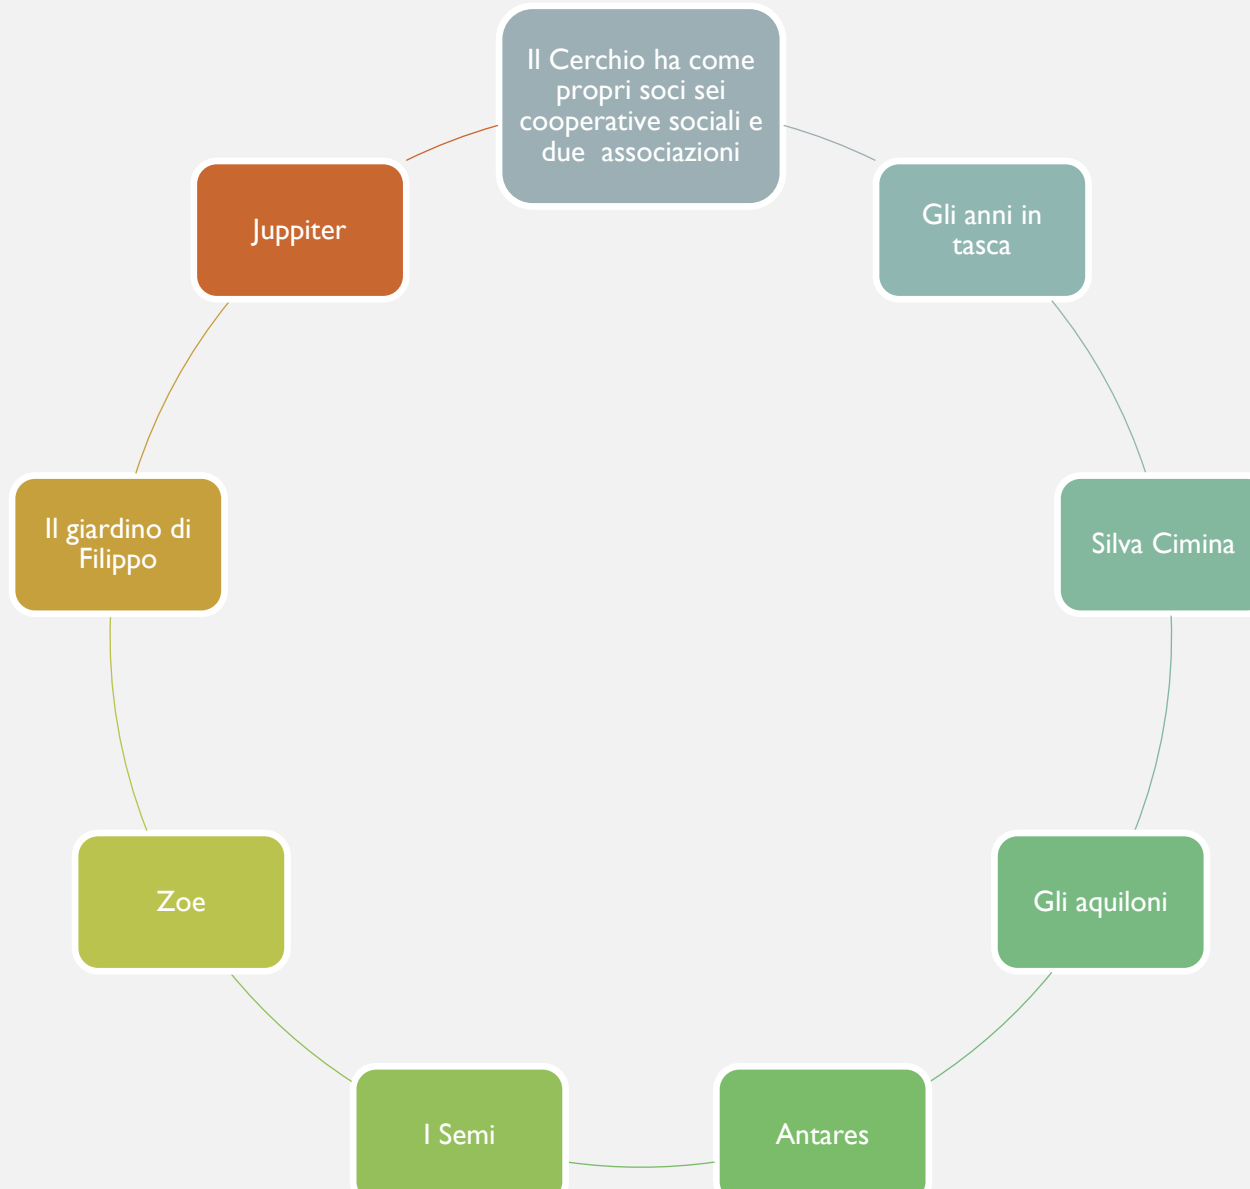 Il Cerchio ha come
propri soci sei
cooperative sociali e
due  associazioni
Gli anni in
tasca
Silva Cimina
Gli aquiloni
Antares
I Semi
Zoe
Il giardino di
Filippo
Juppiter